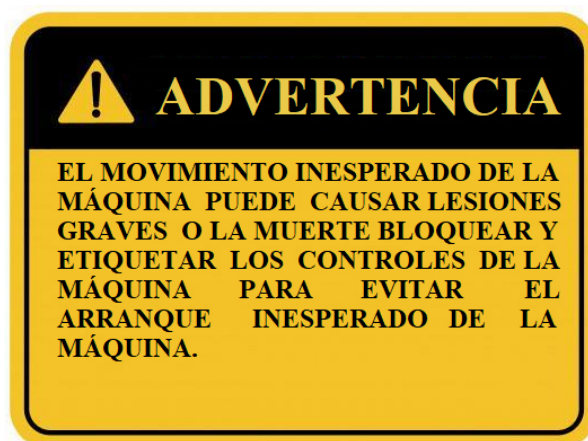 ADVERTENCIA
EL MOVIMIENTO INESPERADO DE LA
MÁQUINA PUEDE CAUSAR LESIONES
GRAVES O LA MUERTE BLOQUEAR Y
ETIQUETAR LOS CONTROLES DE LA
MÁQUINA PARA EVITAR EL
ARRANQUE INESPERADO DE LA
MÁQUINA.